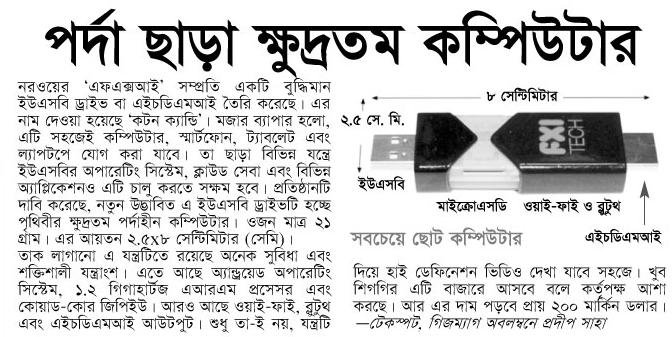 পর্দা ছাড়া ক্ষুদ্রতম কম্পিউটার
নরওয়ের ‘এফএক্সআই’ সম্প্রতি একটি বুদ্ধিমান
ইউএসবি ড্রাইভ বা এইচডিএমআই তৈরি করেছে। এর
নাম দেওয়া হয়েছে ‘কটন ক্যান্ডি’। মজার ব্যাপার হলো,
এটি সহজেই কম্পিউটার, স্মার্টফোন, ট্যাবলেট এবং
ল্যাপটপে যোগ করা যাবে। তা ছাড়া বিভিন্ন যন্ত্রে
ইউএসবির অপারেটিং সিস্টেম, ক্লাউড সেবা এবং বিভিন্ন
অ্যাপ্লিকেশনও এটি চালু করতে সক্ষম হবে। প্রতিষ্ঠানটি
দাবি করেছে, নতুন উদ্ভাবিত এ ইউএসবি ড্রাইভটি হচ্ছে
পৃথিবীর ক্ষুদ্রতম পর্দাহীন কম্পিউটার। ওজন মাত্র ২১
গ্রাম। এর আয়তন ২.৫x৮ সেন্টিমিটার (সেমি)।
তাক লাগানো এ যন্ত্রটিতে রয়েছে অনেক সুবিধা এবং
শক্তিশালী যন্ত্রাংশ। এতে আছে অ্যান্ড্রয়েড অপারেটিং
সিস্টেম, ১.২ গিগাহার্টজ এআরএম প্রসেসর এবং
কোয়াড-কোর জিপিইউ। আরও আছে ওয়াই-ফাই, ব্লুটুথ
এবং এইচডিএমআই আউটপুট। শুধু তা-ই নয়, যন্ত্রটি
৮ সেন্টিমিটার
২.৫ সে. মি.
FXI
TECH
ইউএসবি
মাইক্রোএসডি ওয়াই-ফাই ও ব্লুটুথ
এইচডিএমআই
সবচেয়ে ছোট কম্পিউটার
দিয়ে হাই ডেফিনেশন ভিডিও দেখা যাবে সহজে। খুব
শিগগির এটি বাজারে আসবে বলে কর্তৃপক্ষ আশা
করছে। আর এর দাম পড়বে প্রায় ২০০ মার্কিন ডলার।
—টেকস্পট, গিজম্যাগ অবলম্বনে প্রদীপ সাহা